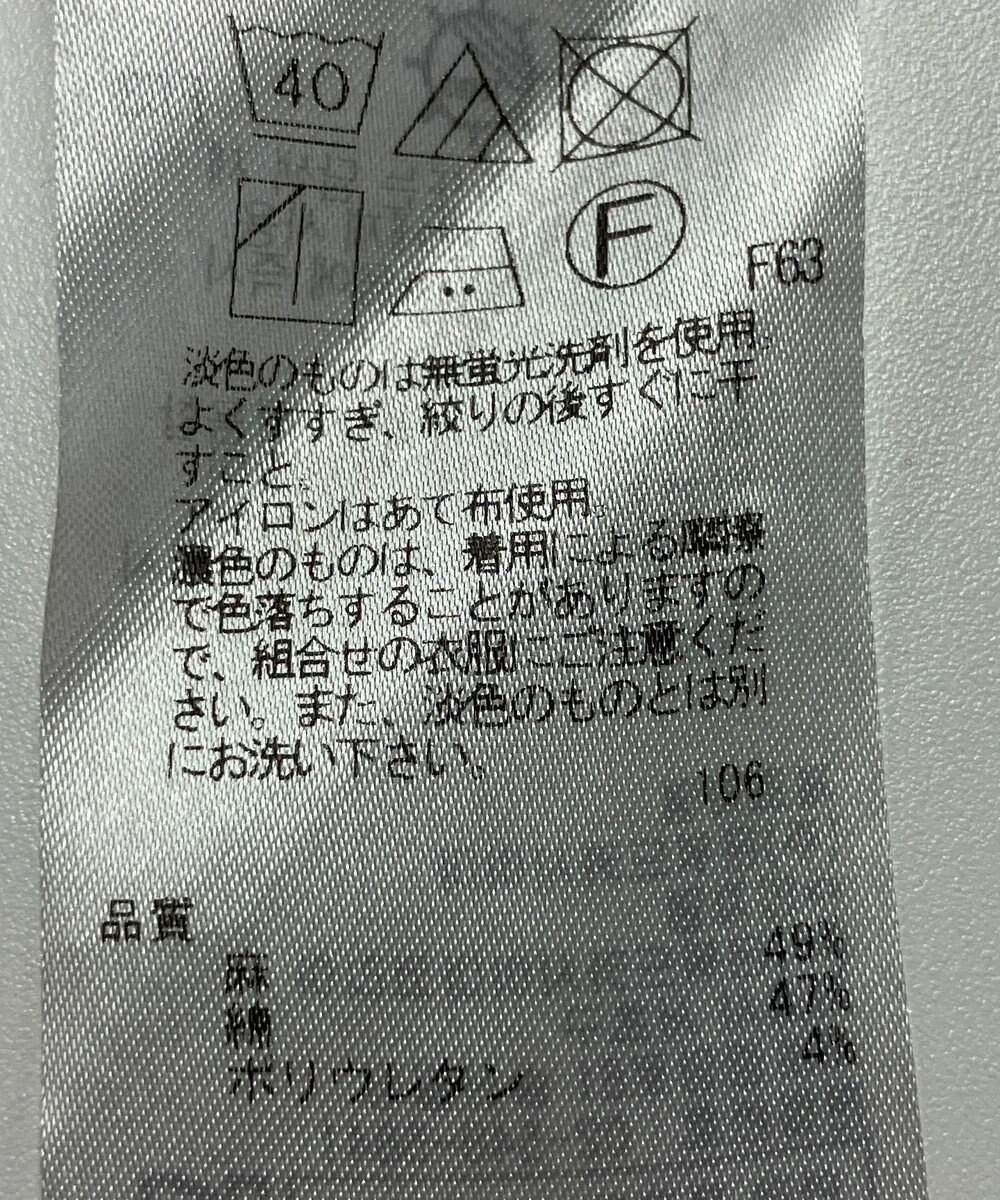 40
F
F63
淡色のものは無蛍光洗剤を使用。
よくすすぎ、絞りの後すぐに干
すこと。
アイロンはあて布使用。
濃色のものは、着用による摩擦
で色落ちすることがありますの
で、組合せの衣服にご注意くだ
さい。また、淡色のものとは別
にお洗い下さい。
106
品質
麻 49%
綿 47%
ポリウレタン 4%